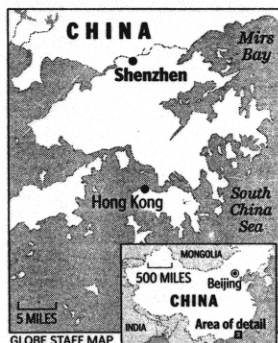 CHINA
Mirs
Bay
Shenzhen
Hong Kong
South
China
Sea
5 MILES
MONGOLIA
500 MILES
Beijing
CHINA
INDIA
Area of detail
GLOBE STAFF MAP